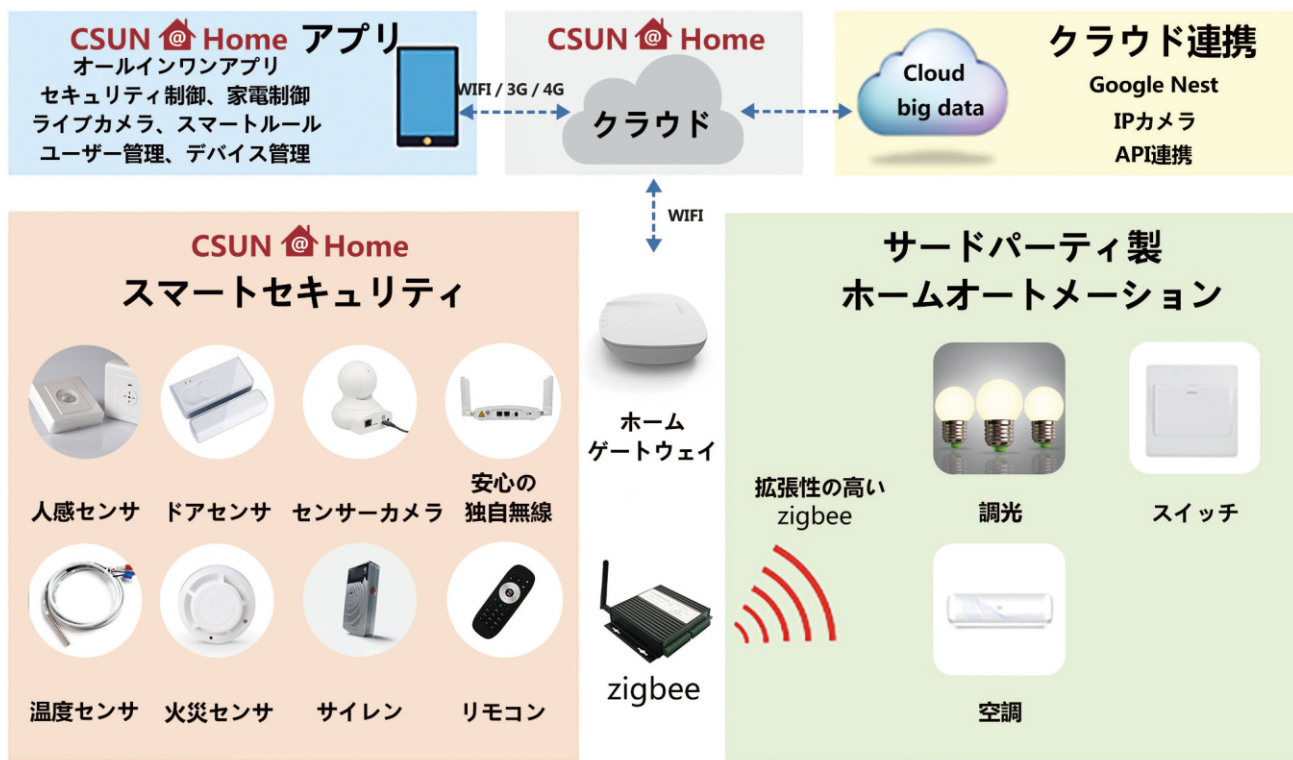 CSUN @ Home アプリ
オールインワンアプリ
セキュリティ制御、家電制御
ライブカメラ、スマートルール
ユーザー管理、デバイス管理
WIFI / 3G / 4G
CSUN @ Home
クラウド
Cloud
big data
クラウド連携
Google Nest
IPカメラ
API連携
WIFI
CSUN @ Home
スマートセキュリティ
人感センサ
ドアセンサ
センサーカメラ
安心の
独自無線
温度センサ
火災センサ
サイレン
リモコン
ホーム
ゲートウェイ
zigbee
サードパーティ製
ホームオートメーション
拡張性の高い
zigbee
調光
スイッチ
空調